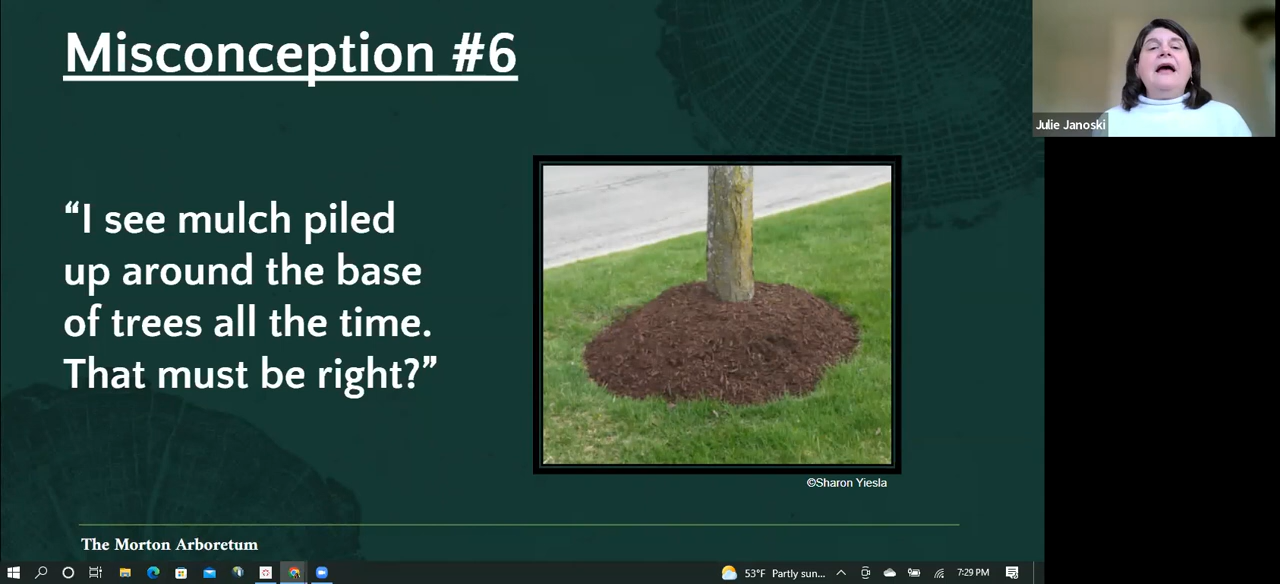 Misconception #6
“I see mulch piled
up around the base
of trees all the time.
That must be right?”
©Sharon Yiesla
The Morton Arboretum
Julie Janoski
53°F Partly sun...
7:29 PM